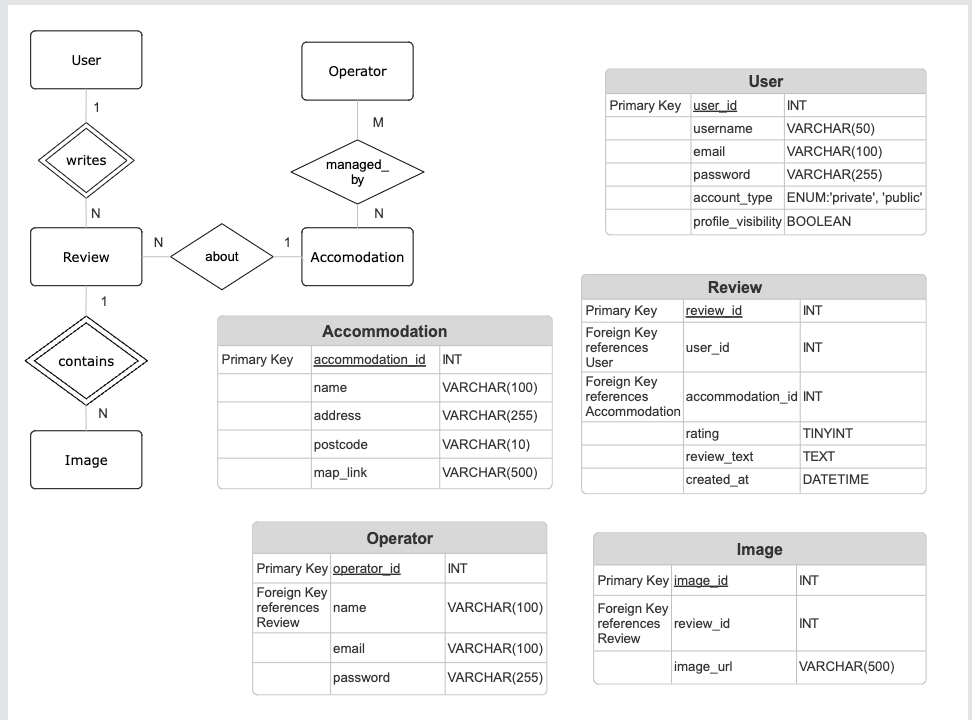 User
1
writes
N
Review
N
about
1
Accomodation
Operator
M
managed_
by
N
1
contains
N
Image
User
Primary Key user_id INT
username VARCHAR(50)
email VARCHAR(100)
password VARCHAR(255)
account_type ENUM:'private', 'public'
profile_visibility BOOLEAN
Review
Primary Key review_id INT
Foreign Key
references
User
user_id INT
Foreign Key
references
Accommodation
accommodation_id INT
rating TINYINT
review_text TEXT
created_at DATETIME
Accommodation
Primary Key accommodation_id INT
name VARCHAR(100)
address VARCHAR(255)
postcode VARCHAR(10)
map_link VARCHAR(500)
Operator
Primary Key operator_id INT
Foreign Key
references
Review
name VARCHAR(100)
email VARCHAR(100)
password VARCHAR(255)
Image
Primary Key image_id INT
Foreign Key
references
Review
review_id INT
image_url VARCHAR(500)